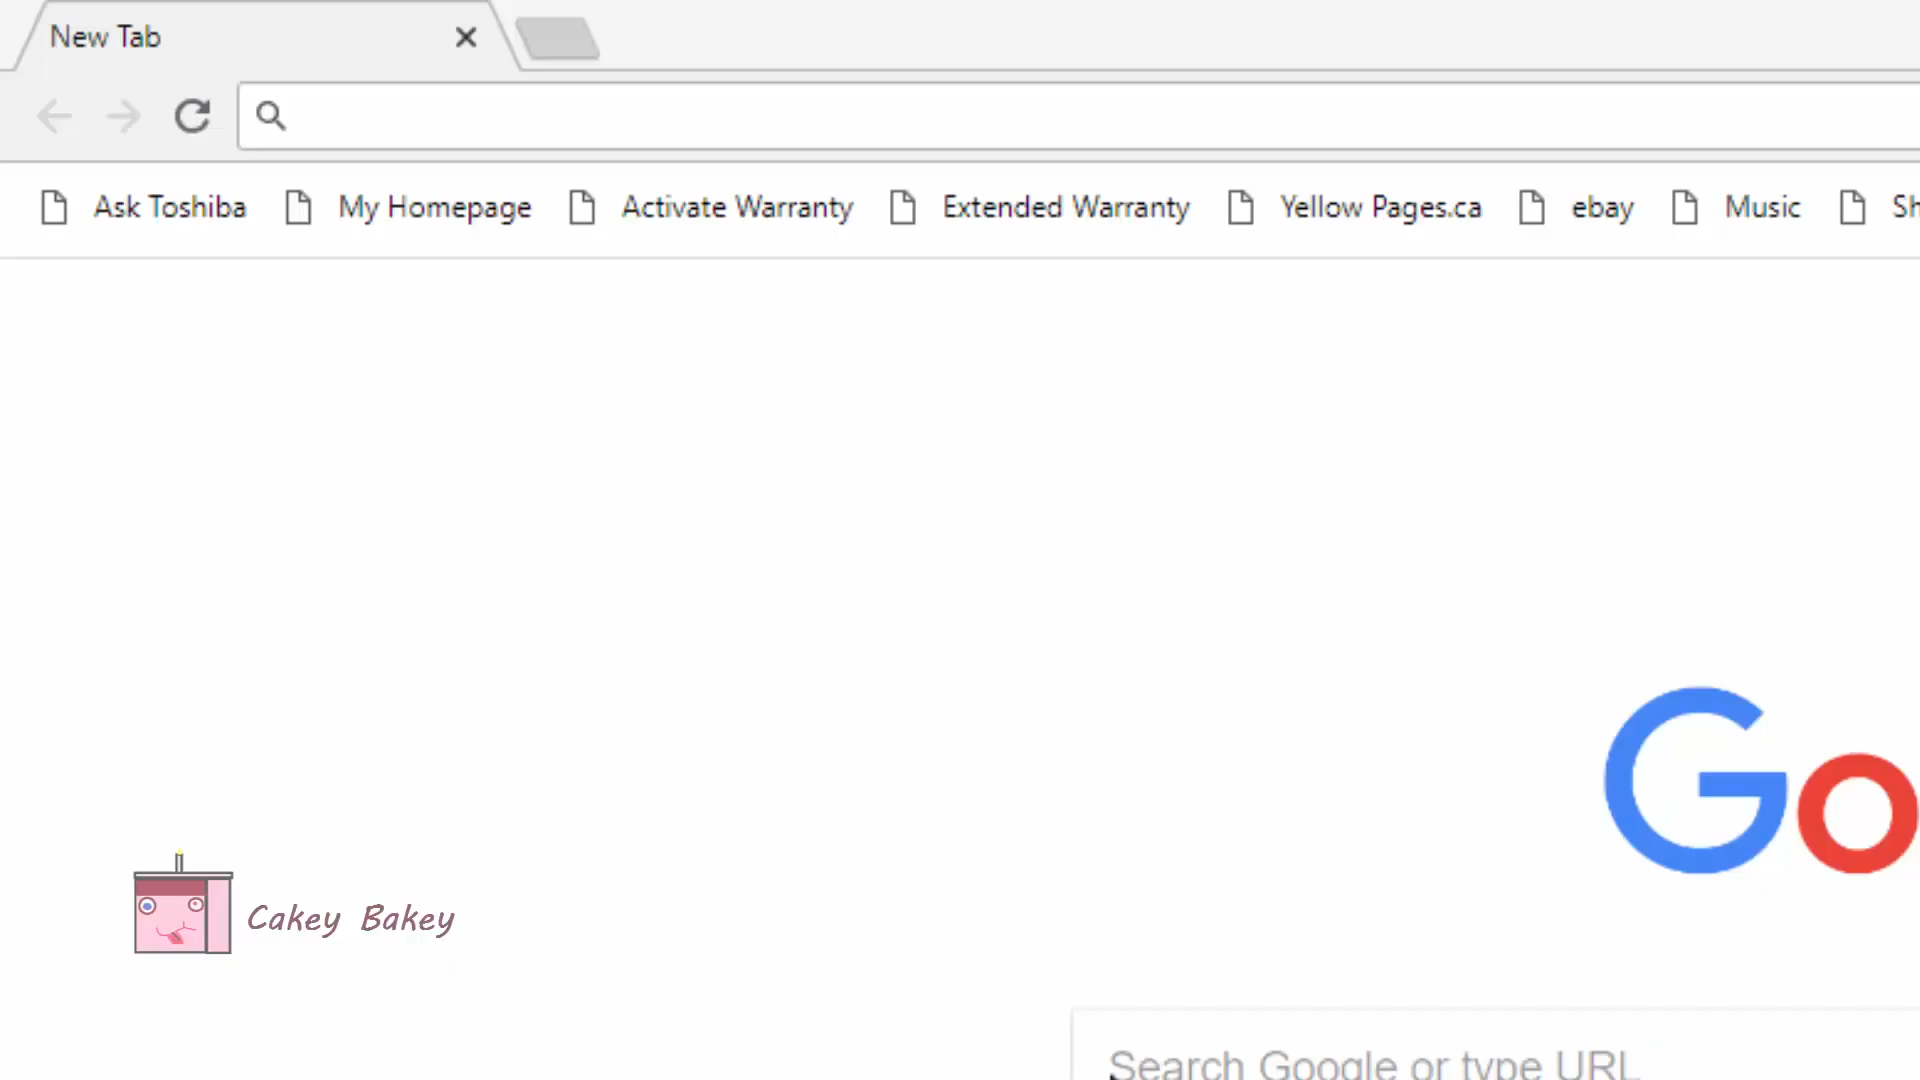 New Tab
Ask Toshiba My Homepage Activate Warranty Extended Warranty Yellow Pages.ca ebay Music Sh
Go
Cakey Bakey
Search Google or type URL